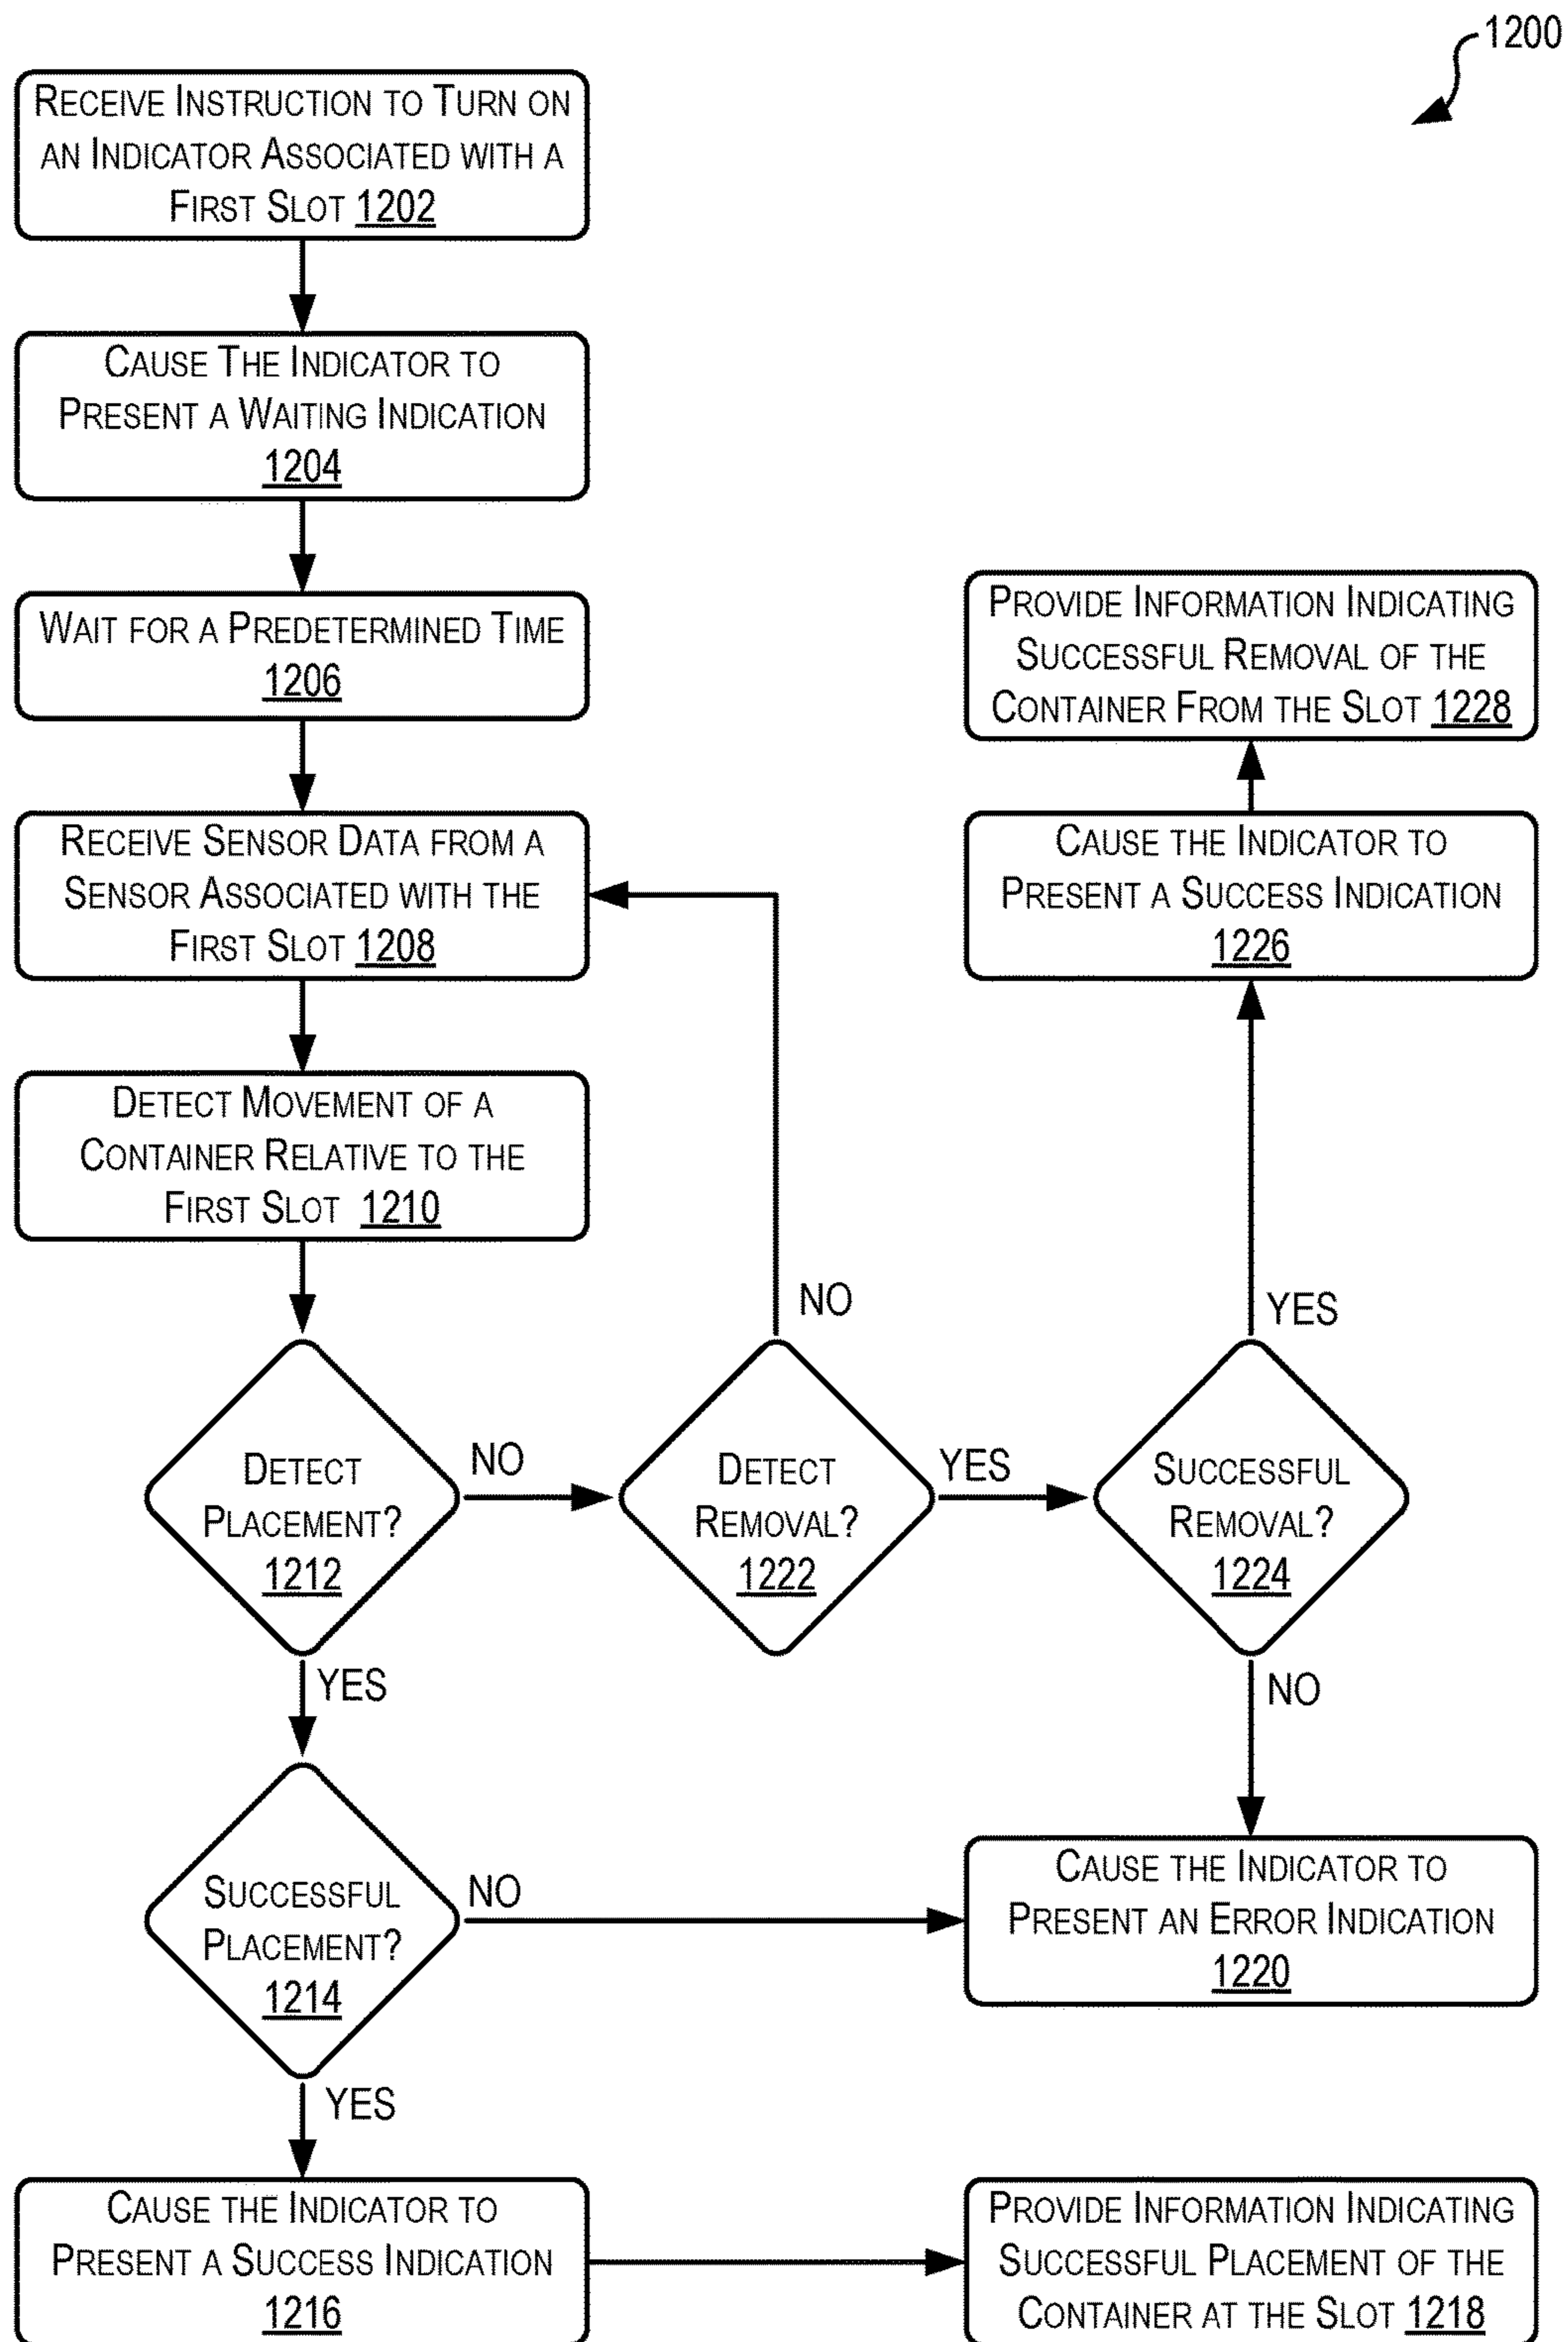 1200
RECEIVE INSTRUCTION TO TURN ON
AN INDICATOR ASSOCIATED WITH A
FIRST SLOT 1202
CAUSE THE INDICATOR TO
PRESENT A WAITING INDICATION
1204
WAIT FOR A PREDETERMINED TIME
1206
RECEIVE SENSOR DATA FROM A
SENSOR ASSOCIATED WITH THE
FIRST SLOT 1208
DETECT MOVEMENT OF A
CONTAINER RELATIVE TO THE
FIRST SLOT 1210
DETECT
PLACEMENT?
1212
NO
YES
SUCCESSFUL
PLACEMENT?
1214
NO
YES
CAUSE THE INDICATOR TO
PRESENT A SUCCESS INDICATION
1216
PROVIDE INFORMATION INDICATING
SUCCESSFUL PLACEMENT OF THE
CONTAINER AT THE SLOT 1218
DETECT
REMOVAL?
1222
NO
YES
SUCCESSFUL
REMOVAL?
1224
YES
NO
CAUSE THE INDICATOR TO
PRESENT AN ERROR INDICATION
1220
CAUSE THE INDICATOR TO
PRESENT A SUCCESS INDICATION
1226
PROVIDE INFORMATION INDICATING
SUCCESSFUL REMOVAL OF THE
CONTAINER FROM THE SLOT 1228